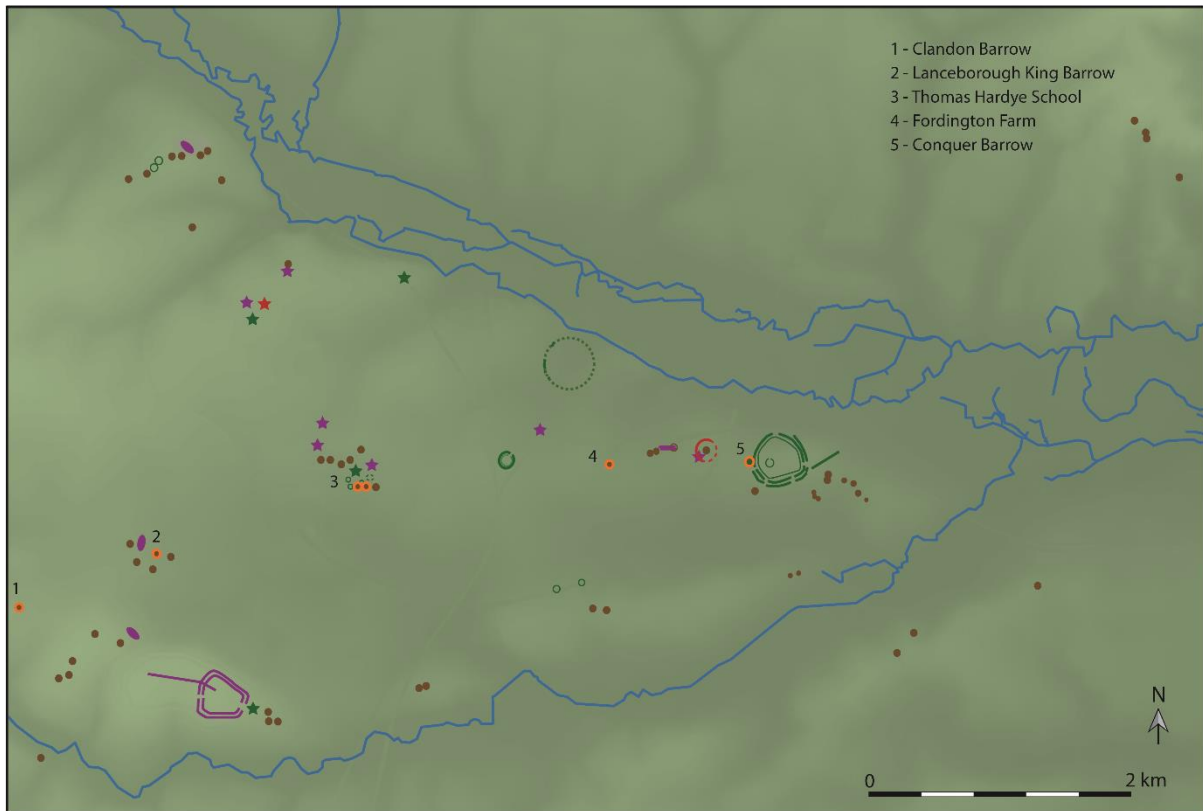 1 - Clandon Barrow
2 - Lanceborough King Barrow
3 - Thomas Hardye School
4 - Fordington Farm
5 - Conquer Barrow
5
4
3
2
1
N
0 2 km